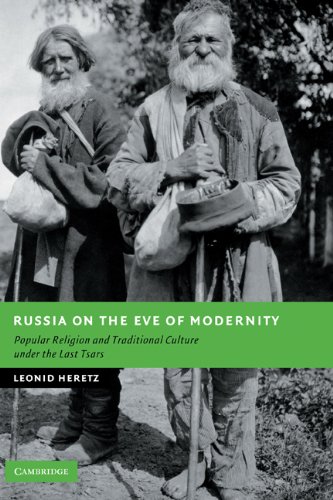 RUSSIA ON THE EVE OF MODERNITY
Popular Religion and Traditional Culture
under the Last Tsars
LEONID HERETZ
CAMBRIDGE